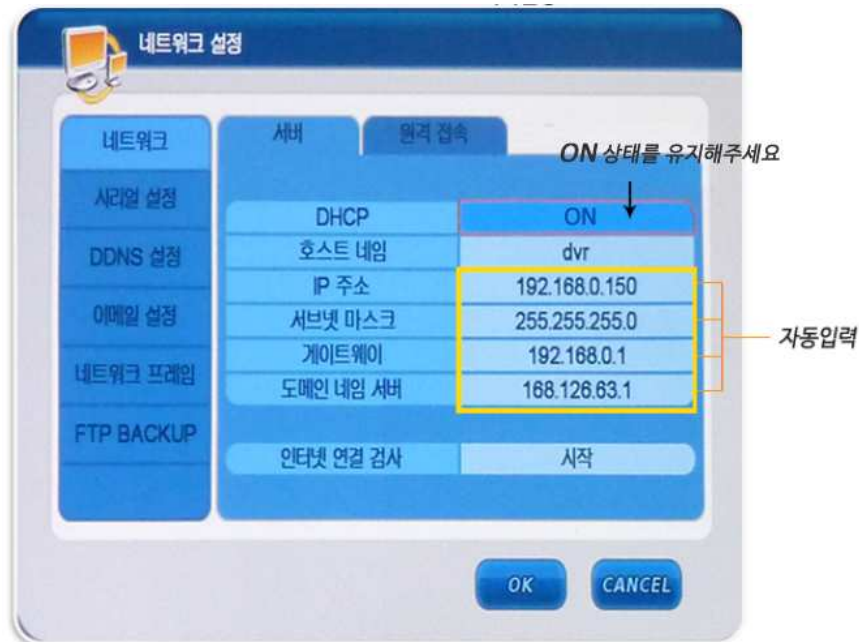 네트워크 설정
네트워크
사리얼 설정
DDNS 설정
이메일 설정
네트워크 프레임
FTP BACKUP
서버
원격 접속
ON 상태를 유지해주세요
DHCP ON
호스트 네임 dvr
IP 주소 192.168.0.150
서브넷 마스크 255.255.255.0
게이트웨이 192.168.0.1
도메인 네임 서버 168.126.63.1
자동입력
인터넷 연결 검사 시작
OK CANCEL